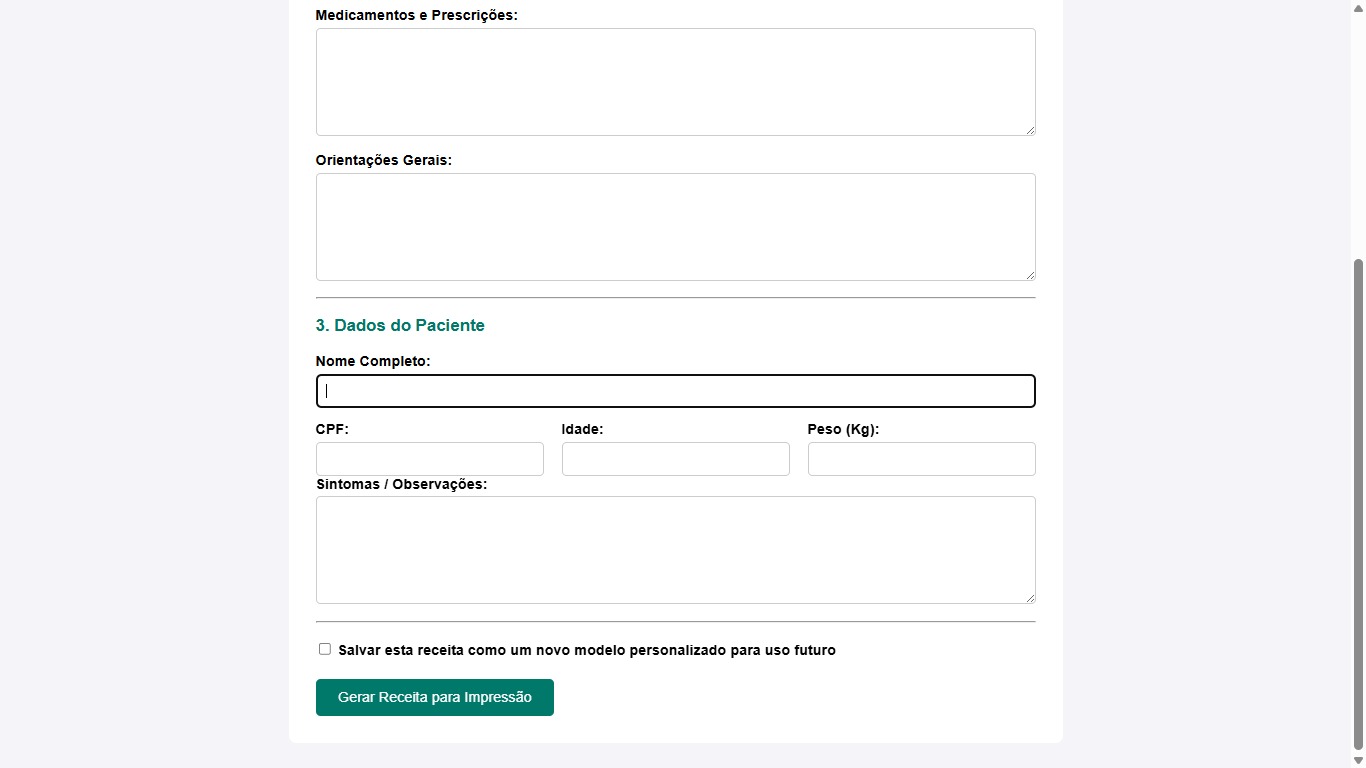 Medicamentos e Prescrições:
Orientações Gerais:
3. Dados do Paciente
Nome Completo:
CPF:
Idade:
Peso (Kg):
Sintomas / Observações:
Salvar esta receita como um novo modelo personalizado para uso futuro
Gerar Receita para Impressão